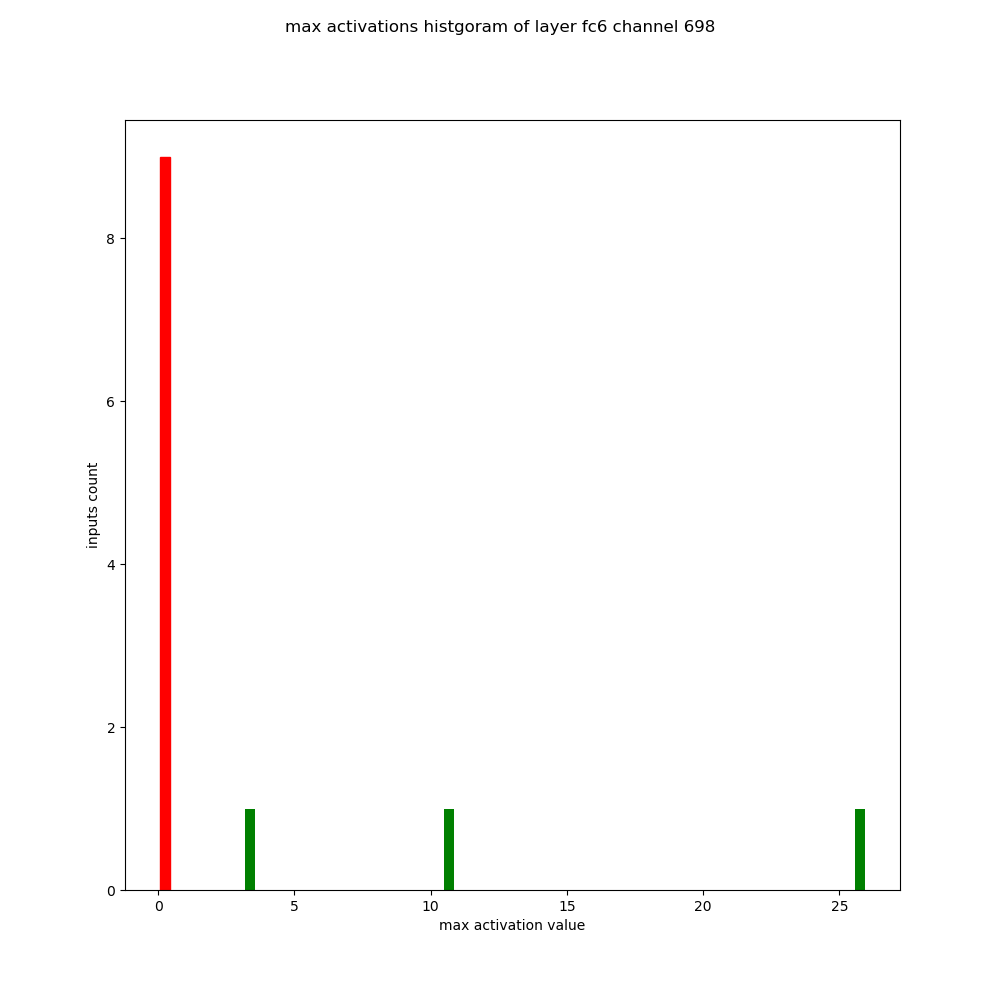 max activations histgoram of layer fc6 channel 698
8
6
4
2
0
inputs count
0 5 10 15 20 25
max activation value